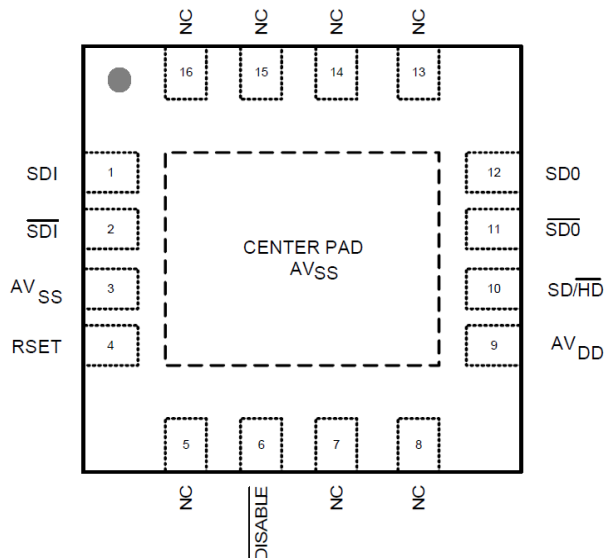 NC NC NC NC
16 15 14 13
SDI 1 12 SD0
SDI 2 CENTER PAD 11 SD0
AVSS
AVSS 3 10 SD/HD
RSET 4 9 AVDD
5 6 7 8
NC DISABLE NC NC